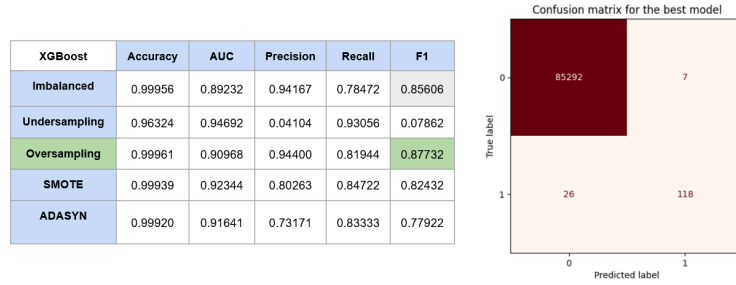 XGBoost Accuracy AUC Precision Recall F1
Imbalanced 0.99956 0.89232 0.94167 0.78472 0.85606
Undersampling 0.96324 0.94692 0.04104 0.93056 0.07862
Oversampling 0.99961 0.90968 0.94400 0.81944 0.87732
SMOTE 0.99939 0.92344 0.80263 0.84722 0.82432
ADASYN 0.99920 0.91641 0.73171 0.83333 0.77922
Confusion matrix for the best model
True label
0 85292 7
1 26 118
0 1
Predicted label